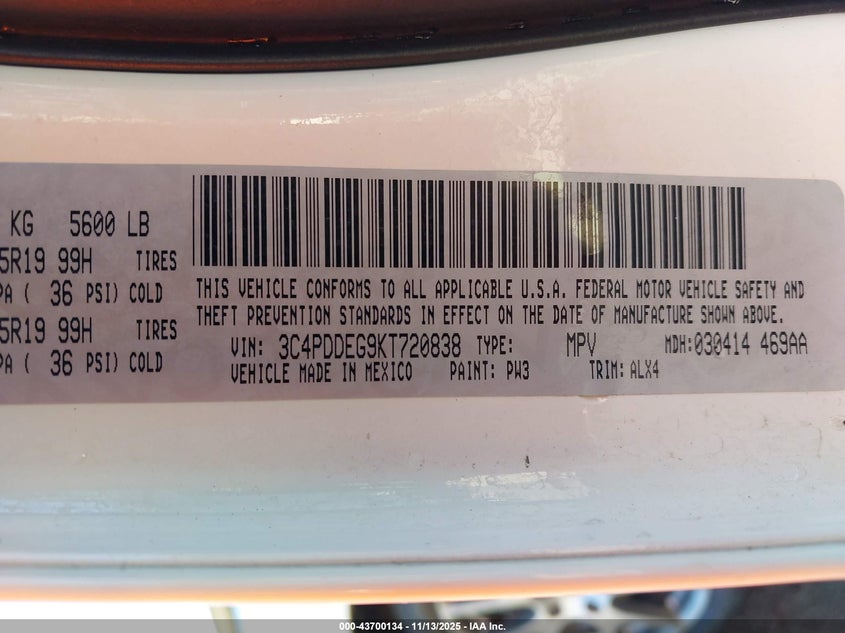 KG 5600 LB
5R19 99H TIRES
PA ( 36 PSI) COLD
5R19 99H TIRES
PA ( 36 PSI) COLD
THIS VEHICLE CONFORMS TO ALL APPLICABLE U.S.A. FEDERAL MOTOR VEHICLE SAFETY AND
THEFT PREVENTION STANDARDS IN EFFECT ON THE DATE OF MANUFACTURE SHOWN ABOVE.
VIN: 3C4PDDEG9KT720838 TYPE: MPV MDH:030414 469AA
VEHICLE MADE IN MEXICO PAINT: PW3 TRIM: ALX4
000-43700134 - 11/13/2025 - IAA Inc.